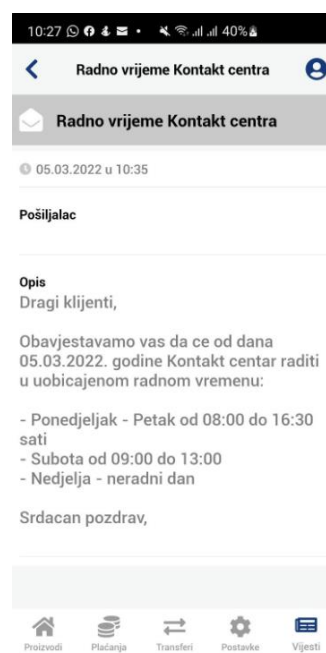 10:27 40%
Radno vrijeme Kontakt centra
Radno vrijeme Kontakt centra
05.03.2022 u 10:35
Pošiljalac
Opis
Dragi klijenti,
Obavjestavamo vas da ce od dana
05.03.2022. godine Kontakt centar raditi
u uobicajenom radnom vremenu:
- Ponedjeljak - Petak od 08:00 do 16:30
sati
- Subota od 09:00 do 13:00
- Nedjelja - neradni dan
Srdacan pozdrav,
Proizvodi Plaćanja Transferi Postavke Vijesti